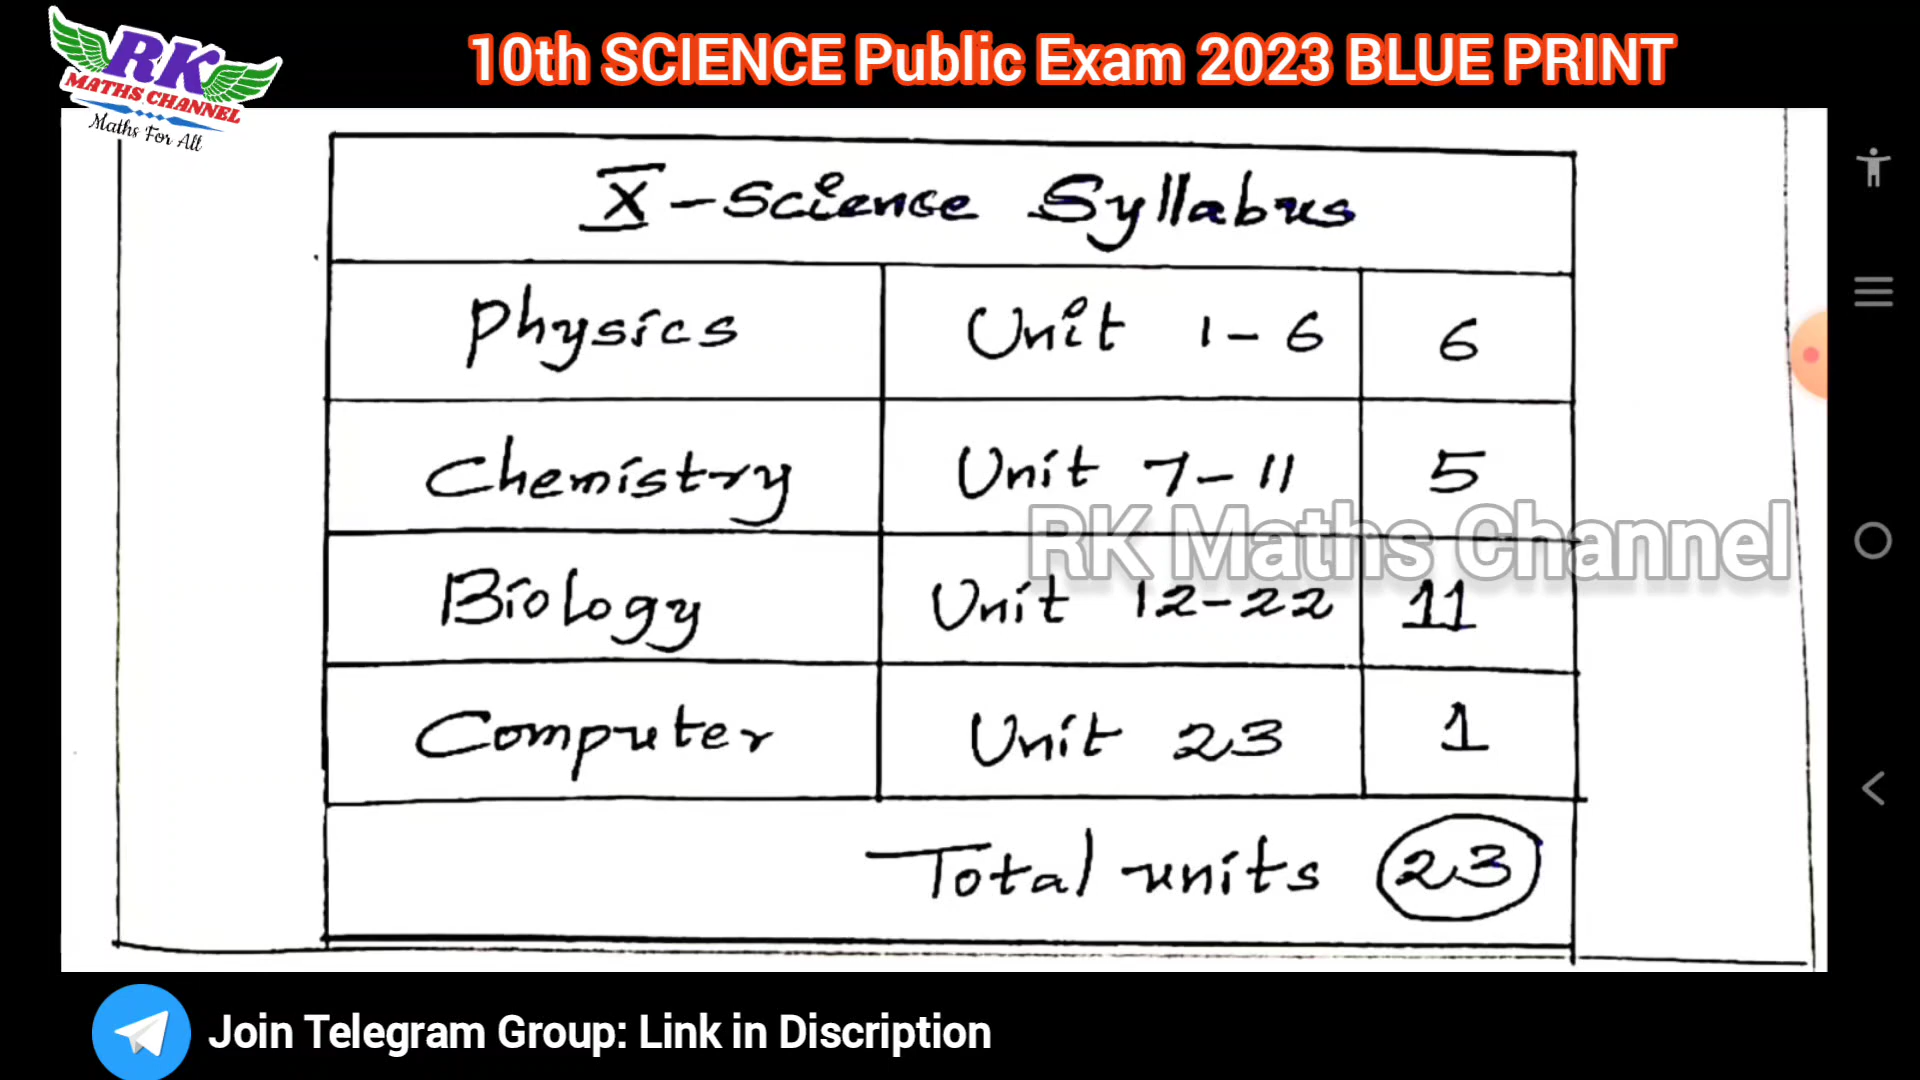 RK
MATHS CHANNEL
Maths For All
10th SCIENCE Public Exam 2023 BLUE PRINT
X - Science Syllabus
Physics Unit 1-6 6
Chemistry Unit 7-11 5
RK Maths Channel
Biology Unit 12-22 11
Computer Unit 23 1
Total units 23
Join Telegram Group: Link in Discription